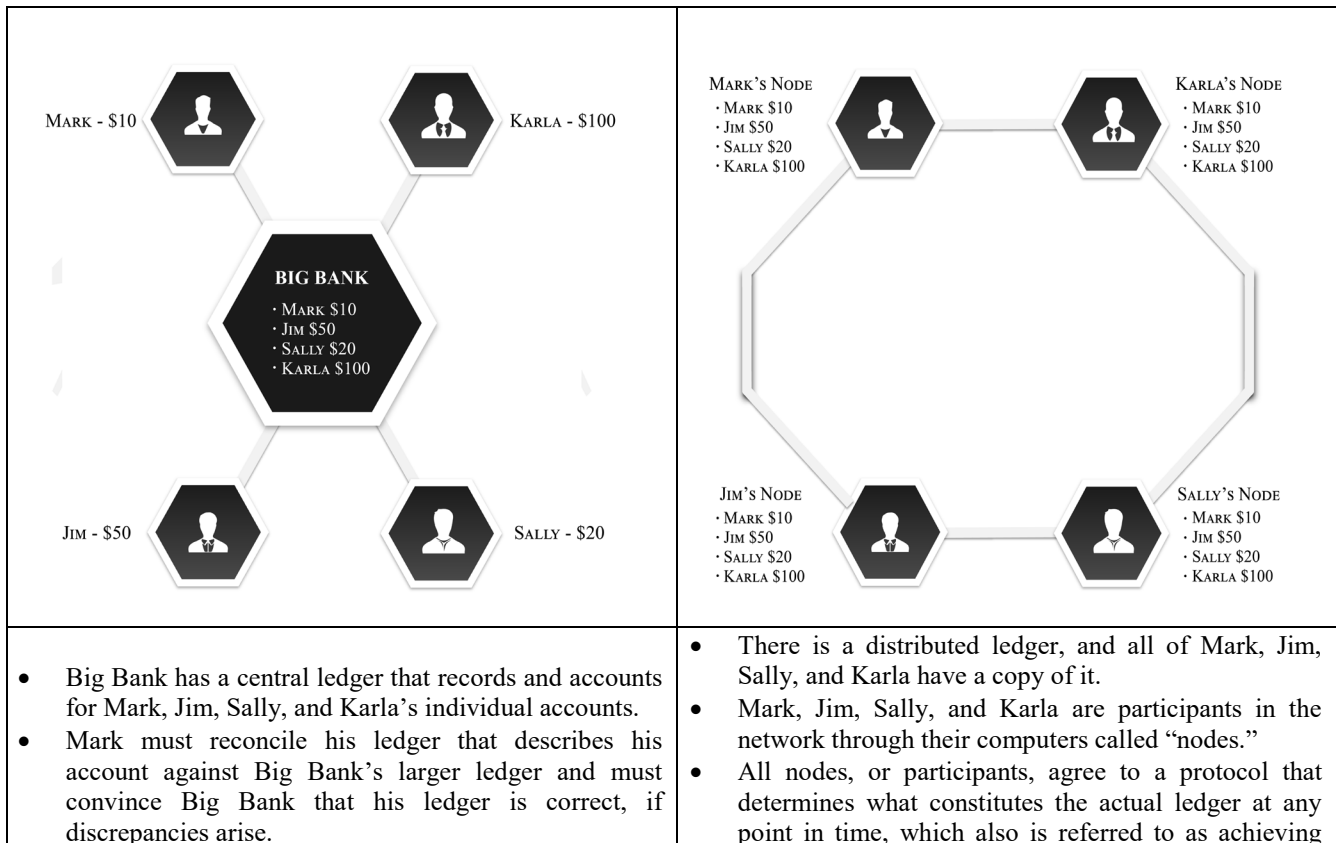 MARK - $10
KARLA - $100
BIG BANK
· MARK $10
· JIM $50
· SALLY $20
· KARLA $100
JIM - $50
SALLY - $20
MARK'S NODE
· MARK $10
· JIM $50
· SALLY $20
· KARLA $100
KARLA'S NODE
· MARK $10
· JIM $50
· SALLY $20
· KARLA $100
JIM'S NODE
· MARK $10
· JIM $50
· SALLY $20
· KARLA $100
SALLY'S NODE
· MARK $10
· JIM $50
· SALLY $20
· KARLA $100
• Big Bank has a central ledger that records and accounts
for Mark, Jim, Sally, and Karla's individual accounts.
• Mark must reconcile his ledger that describes his
account against Big Bank's larger ledger and must
convince Big Bank that his ledger is correct, if
discrepancies arise.
• There is a distributed ledger, and all of Mark, Jim,
Sally, and Karla have a copy of it.
• Mark, Jim, Sally, and Karla are participants in the
network through their computers called “nodes.”
• All nodes, or participants, agree to a protocol that
determines what constitutes the actual ledger at any
point in time, which also is referred to as achieving